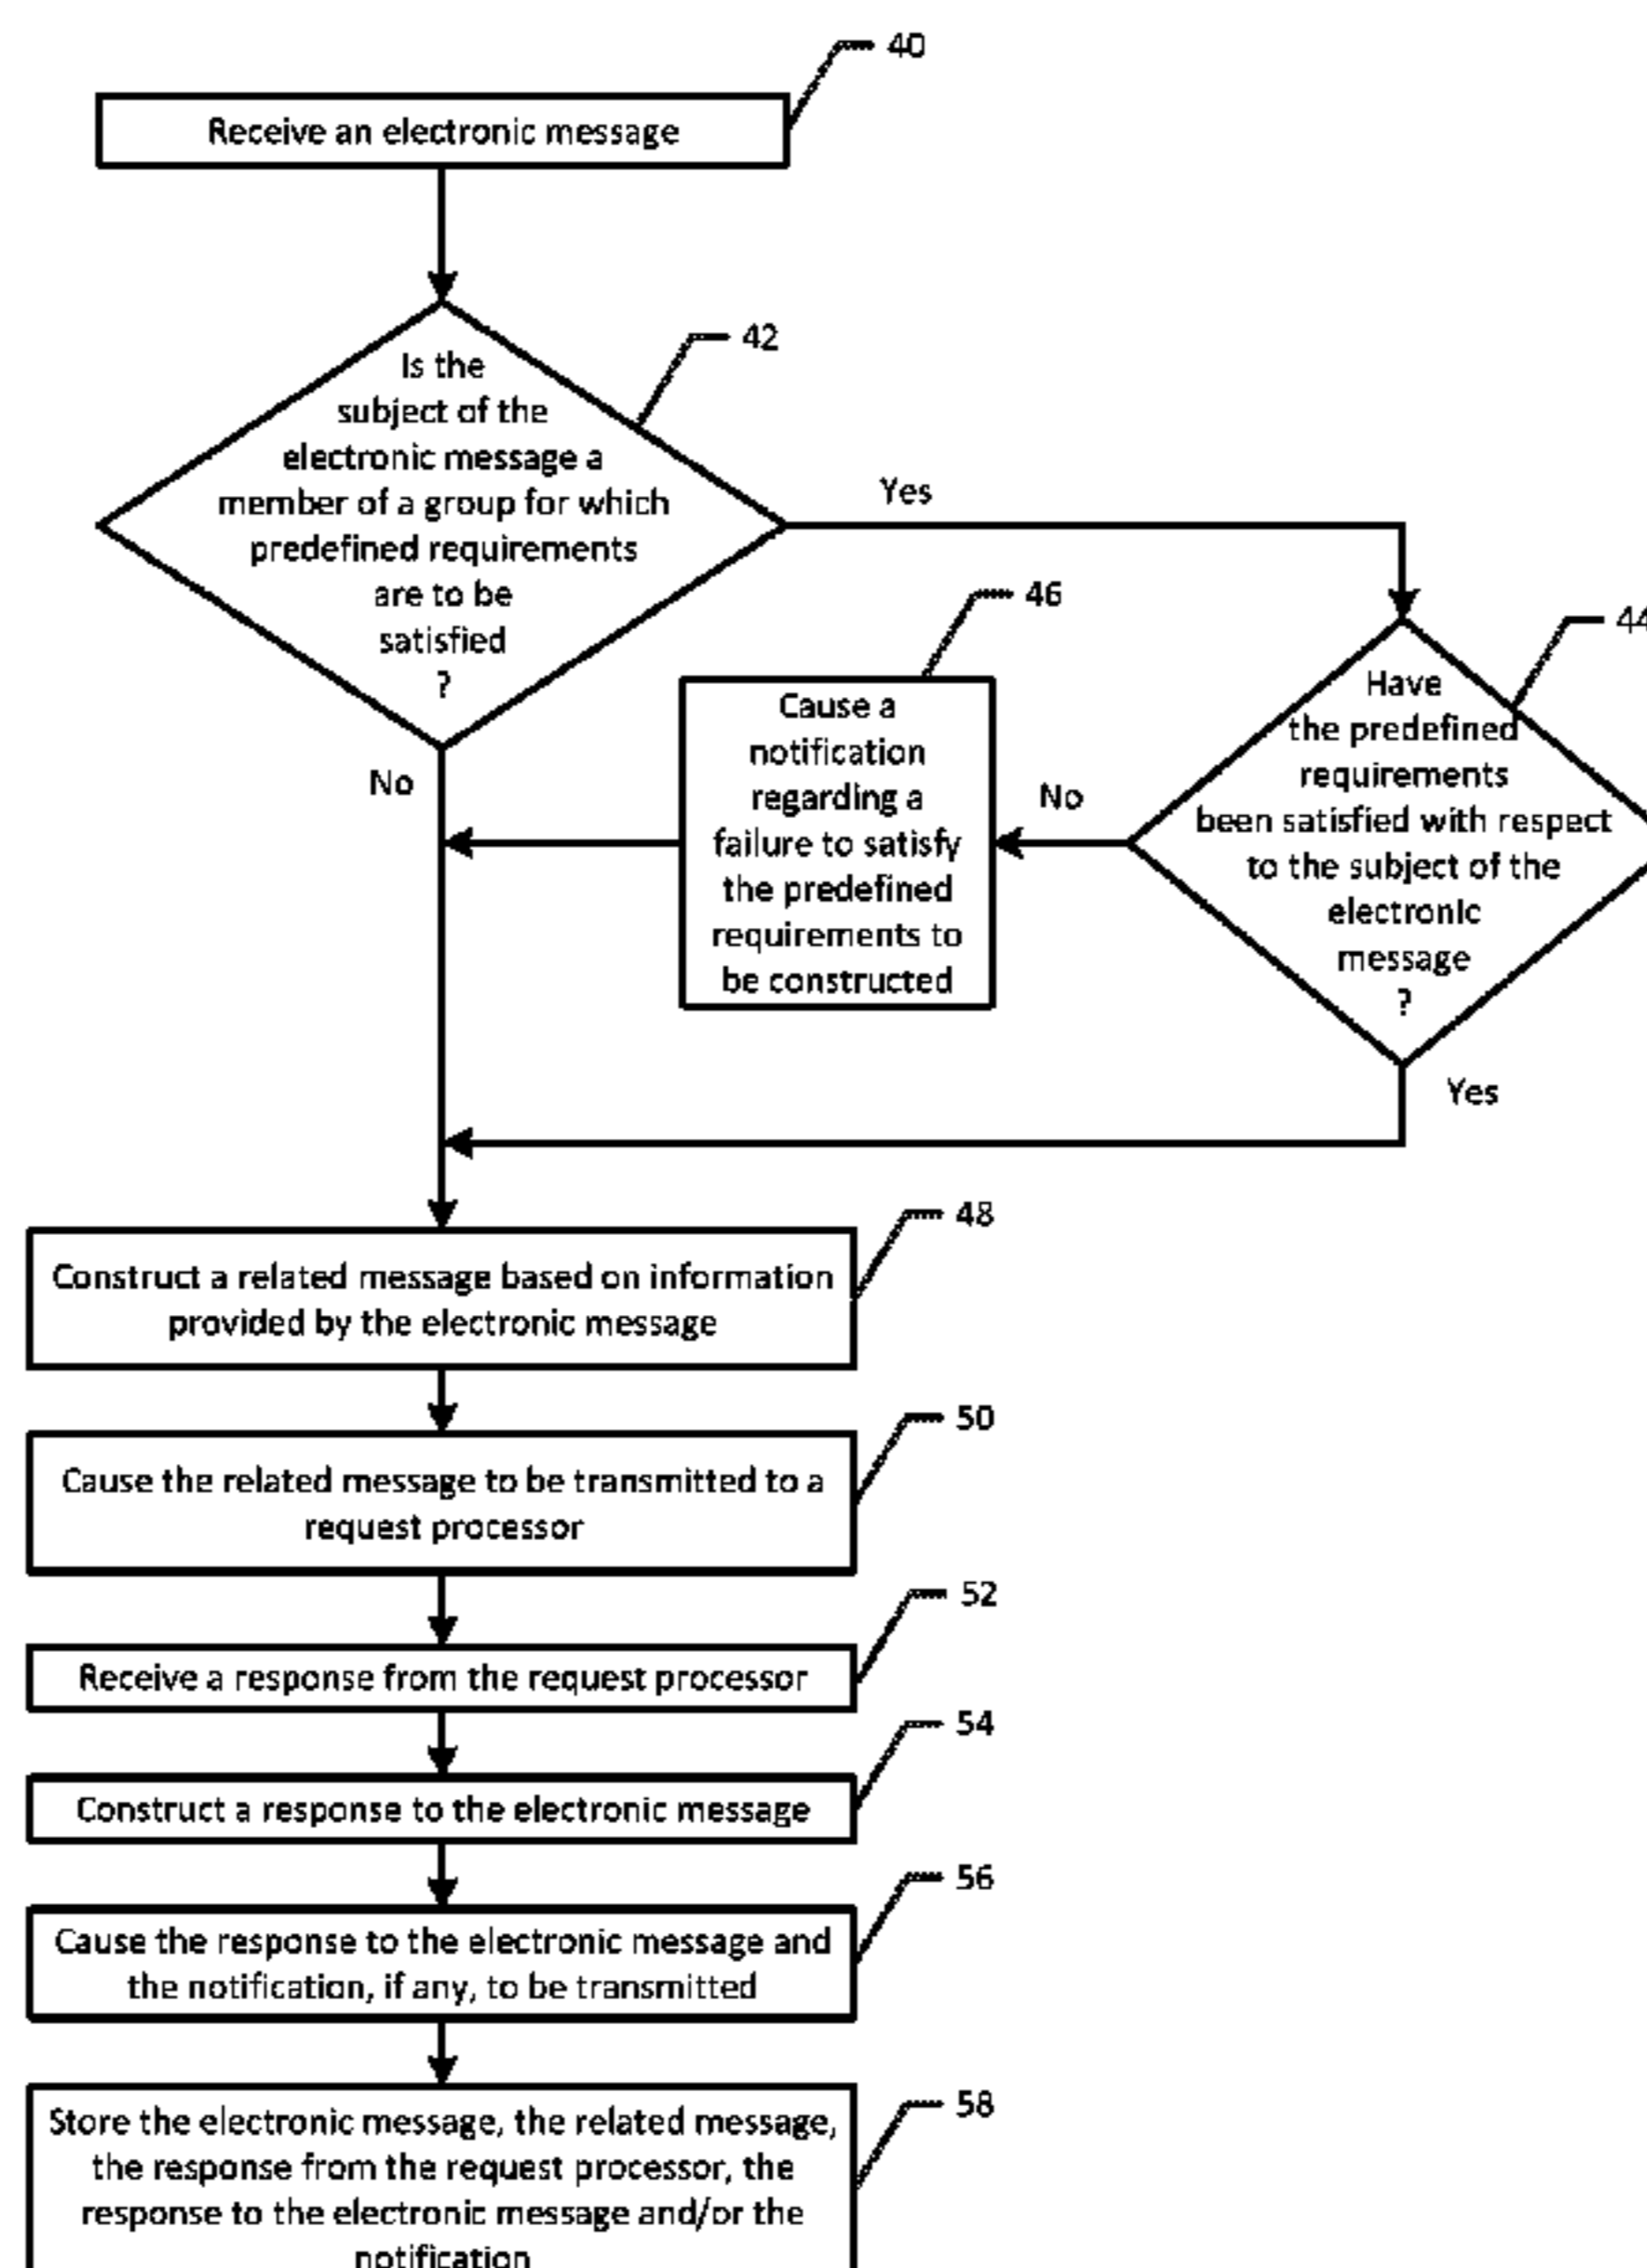 40
Receive an electronic message
42
Is the
subject of the
electronic message a
member of a group for which
predefined requirements
are to be
satisfied
?
Yes
No
46
Cause a
notification
regarding a
failure to satisfy
the predefined
requirements to
be constructed
No
44
Have
the predefined
requirements
been satisfied with respect
to the subject of the
electronic
message
?
Yes
48
Construct a related message based on information
provided by the electronic message
50
Cause the related message to be transmitted to a
request processor
52
Receive a response from the request processor
54
Construct a response to the electronic message
56
Cause the response to the electronic message and
the notification, if any, to be transmitted
58
Store the electronic message, the related message,
the response from the request processor, the
response to the electronic message and/or the
notification